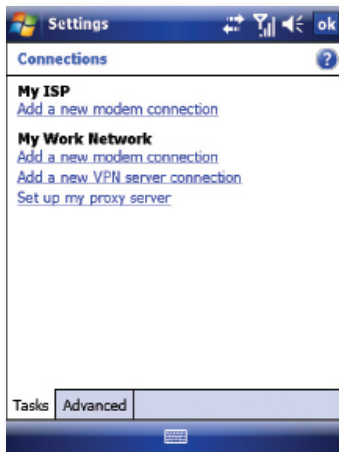 Settings
ok
Connections
?
My ISP
Add a new modem connection
My Work Network
Add a new modem connection
Add a new VPN server connection
Set up my proxy server
Tasks
Advanced